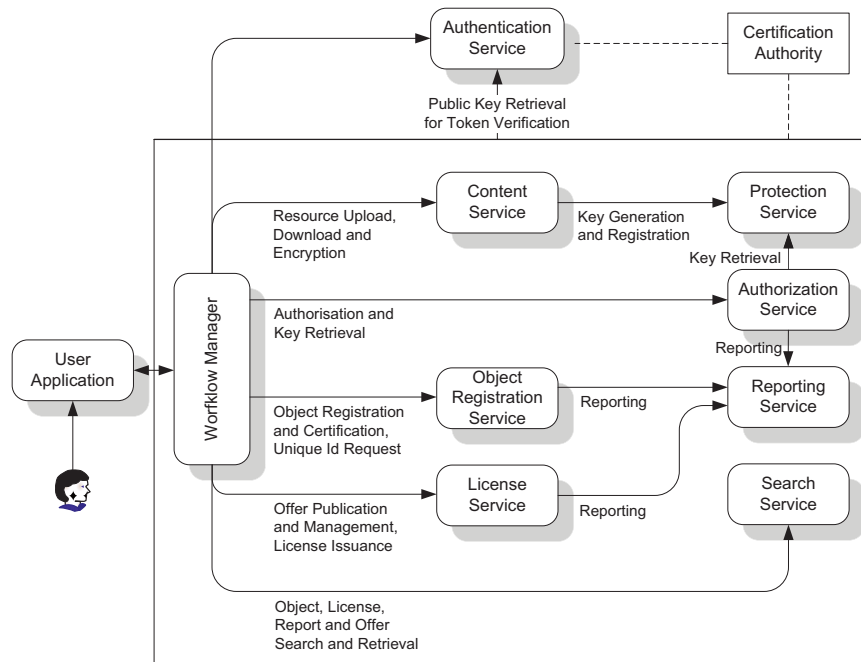 Authentication
Service
Certification
Authority
Public Key Retrieval
for Token Verification
Content
Service
Protection
Service
Resource Upload,
Download and
Encryption
Key Generation
and Registration
Key Retrieval
Worfklow Manager
Authorisation and
Key Retrieval
Authorization
Service
Reporting
User
Application
Object
Registration
Service
Reporting
Reporting
Service
Object Registration
and Certification,
Unique Id Request
License
Service
Reporting
Search
Service
Offer Publication
and Management,
License Issuance
Object, License,
Report and Offer
Search and Retrieval